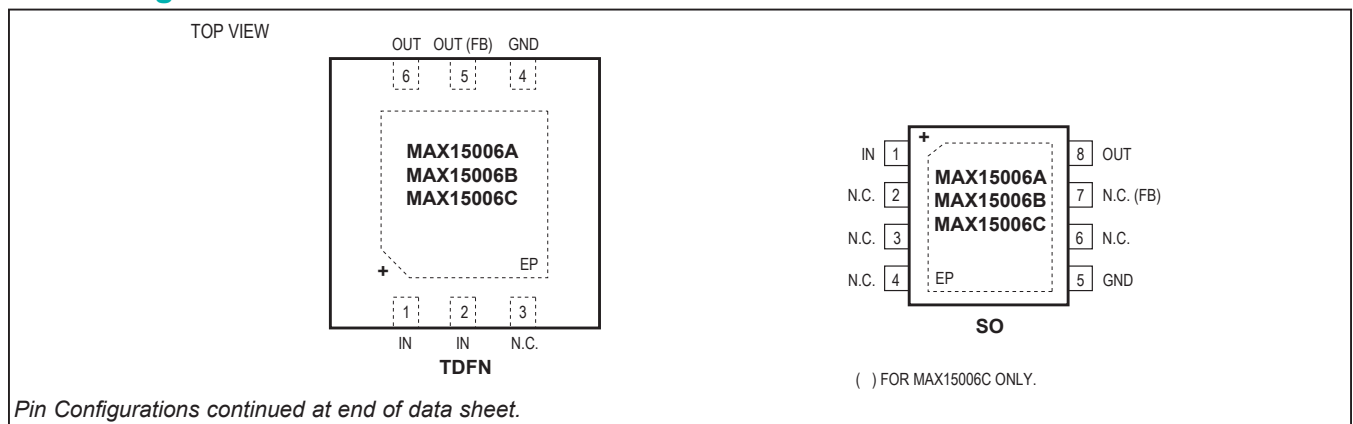 TOP VIEW
OUT OUT (FB) GND
6 5 4
MAX15006A
MAX15006B
MAX15006C
EP
+
1 2 3
IN IN N.C.
TDFN
+
IN 1
N.C. 2
N.C. 3
N.C. 4
MAX15006A
MAX15006B
MAX15006C
EP
8 OUT
7 N.C. (FB)
6 N.C.
5 GND
SO
( ) FOR MAX15006C ONLY.
Pin Configurations continued at end of data sheet.